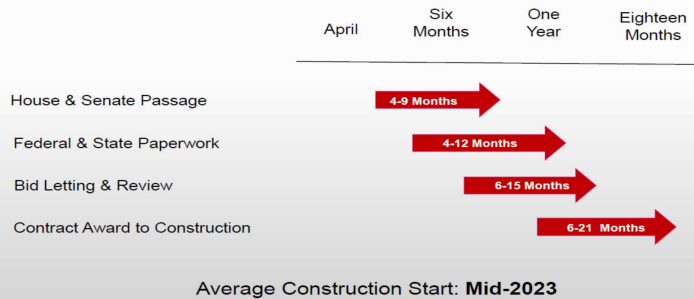 April
Six Months
One Year
Eighteen Months
House & Senate Passage
4-9 Months
Federal & State Paperwork
4-12 Months
Bid Letting & Review
6-15 Months
Contract Award to Construction
6-21 Months
Average Construction Start: Mid-2023